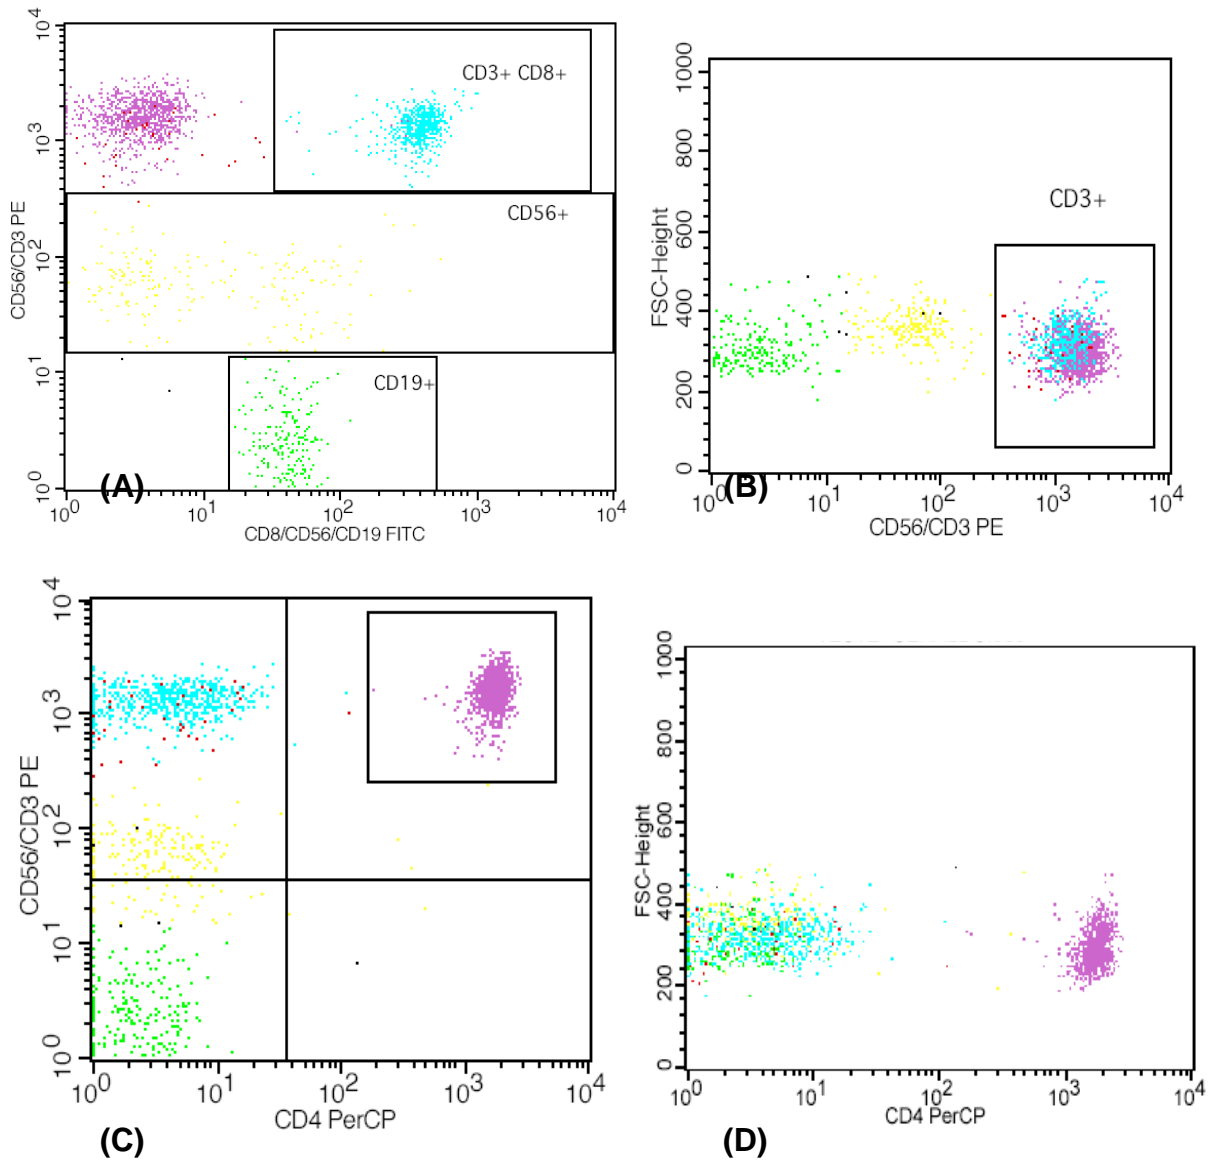 10^4
10^3
10^2
10^1
10^0
CD56/CD3 PE
CD3+ CD8+
CD56+
CD19+
(A)
10^0 10^1 10^2 10^3 10^4
CD8/CD56/CD19 FITC
1000
800
600
400
200
0
FSC-Height
CD3+
(B)
10^0 10^1 10^2 10^3 10^4
CD56/CD3 PE
10^4
10^3
10^2
10^1
10^0
CD56/CD3 PE
10^0 10^1 10^2 10^3 10^4
CD4 PerCP
(C)
1000
800
600
400
200
0
FSC-Height
10^0 10^1 10^2 10^3 10^4
CD4 PerCP
(D)